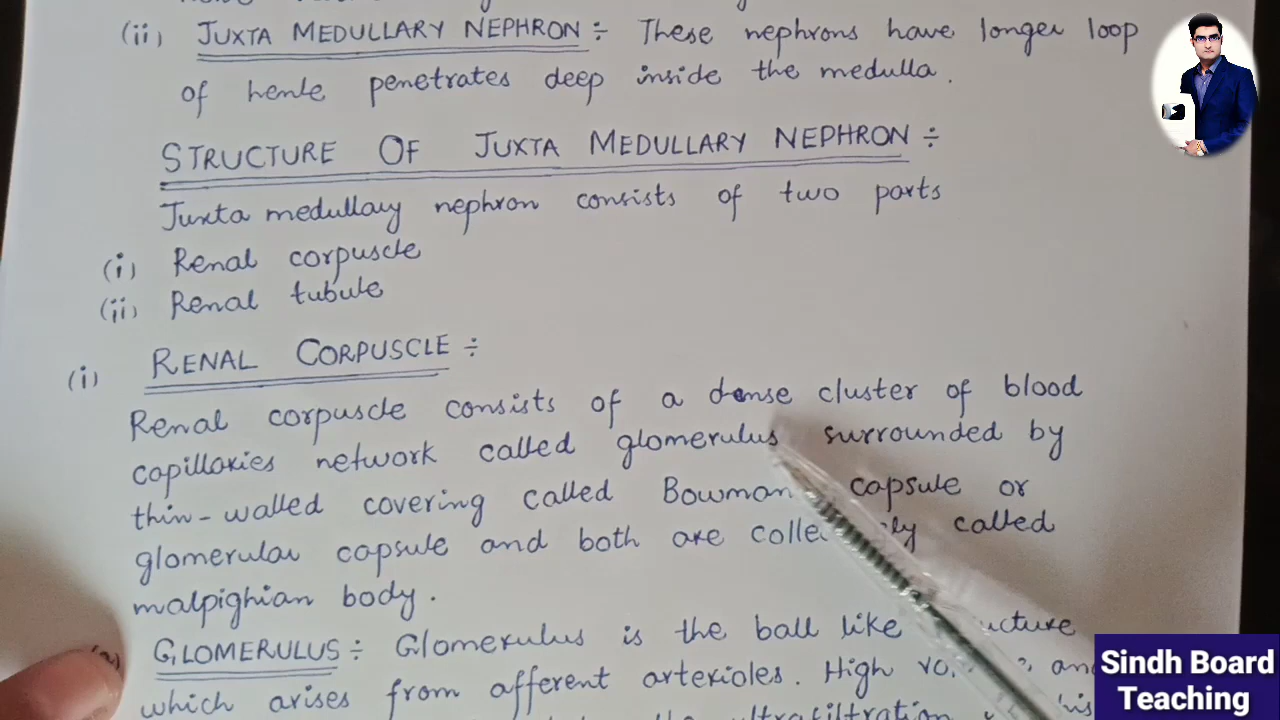 (ii) JUXTA MEDULLARY NEPHRON ÷ These nephrons have longer loop
of henle penetrates deep inside the medulla.
STRUCTURE OF JUXTA MEDULLARY NEPHRON ÷
Juxta medullary nephron consists of two parts
(i) Renal corpuscle
(ii) Renal tubule
(i) RENAL CORPUSCLE ÷
Renal corpuscle consists of a dense cluster of blood
capillaries network called glomerulus surrounded by
thin-walled covering called Bowman capsule or
glomerular capsule and both are called
malpighian body.
(a) GLOMERULUS ÷ Glomerulus is the ball like
which arises from afferent arterioles. High
ultrafiltration
Sindh Board
Teaching